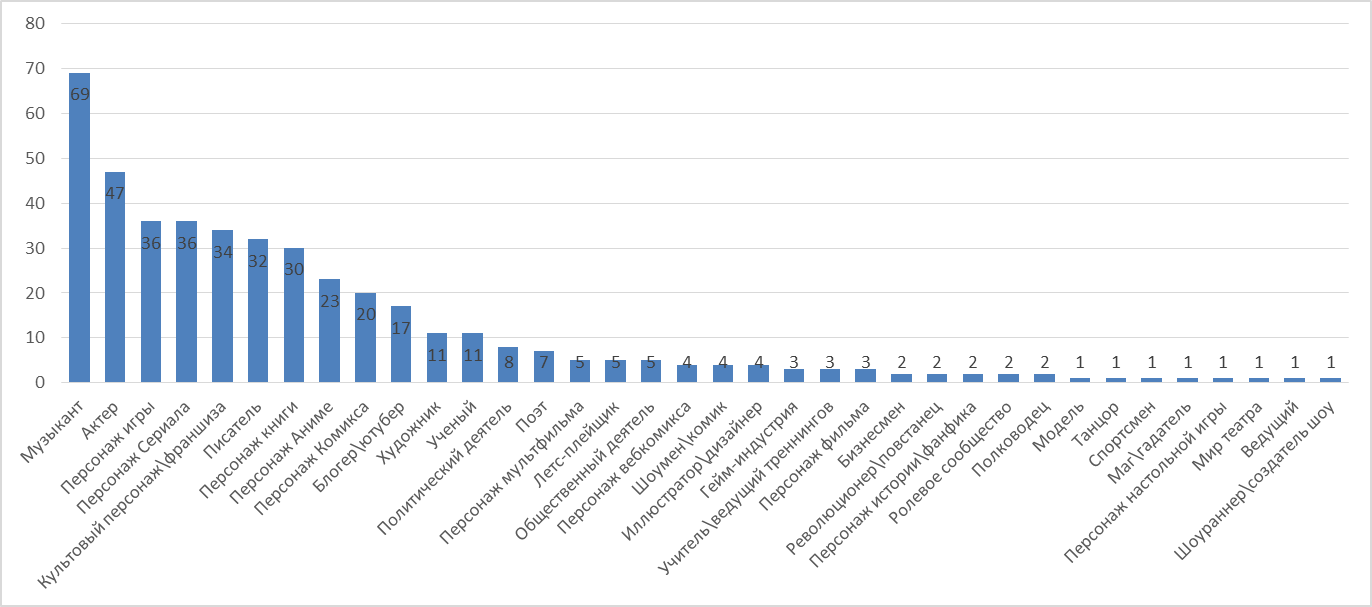 80
70
60
50
40
30
20
10
0
69
47
36
36
34
32
30
23
20
17
11
11
8
7
5
5
5
4
4
4
3
3
3
2
2
2
2
2
1
1
1
1
1
1
1
1
Музыкант
Актер
Персонаж игры
Персонаж Сериала
Культовый персонаж\франшиза
Писатель
Персонаж книги
Персонаж Аниме
Персонаж Комикса
Блогер\ютубер
Художник
Ученый
Политический деятель
Поэт
Персонаж мультфильма
Летс-плейщик
Общественный деятель
Персонаж вебкомикса
Шоумен\комик
Иллюстратор\дизайнер
Гейм-индустрия
Учитель\ведущий треннингов
Персонаж фильма
Бизнесмен
Революционер\повстанец
Персонаж истории\фанфика
Ролевое сообщество
Полководец
Модель
Танцор
Спортсмен
Маг\гадатель
Персонаж настольной игры
Мир театра
Ведущий
Шоураннер\создатель шоу